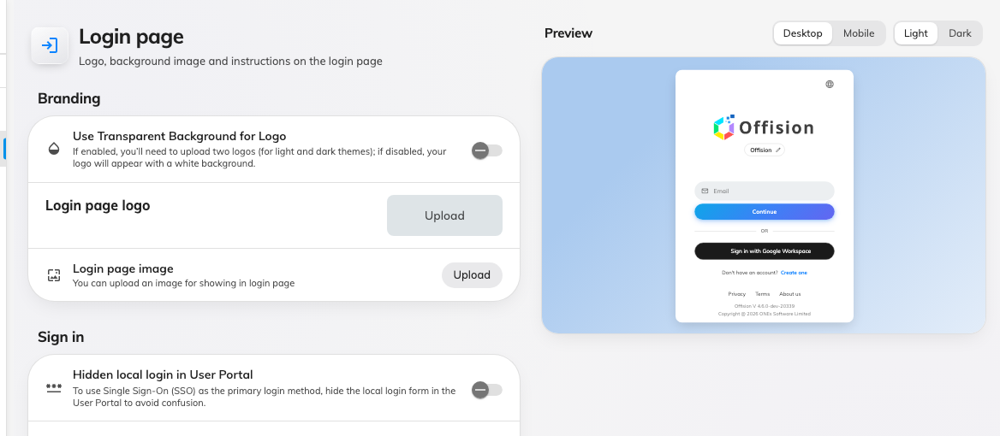 Login page
Logo, background image and instructions on the login page
Branding
Use Transparent Background for Logo
If enabled, you'll need to upload two logos (for light and dark themes); if disabled, your
logo will appear with a white background.
Login page logo
Upload
Login page image
You can upload an image for showing in login page
Upload
Sign in
Hidden local login in User Portal
To use Single Sign-On (SSO) as the primary login method, hide the local login form in the
User Portal to avoid confusion.
Preview
Desktop Mobile
Light Dark
Offision
Offision
Email
Continue
OR
Sign in with Google Workspace
Don't have an account? Create one
Privacy Terms About us
Offision V 4.6.0-dev-20339
Copyright @ 2026 ONEs Software Limited